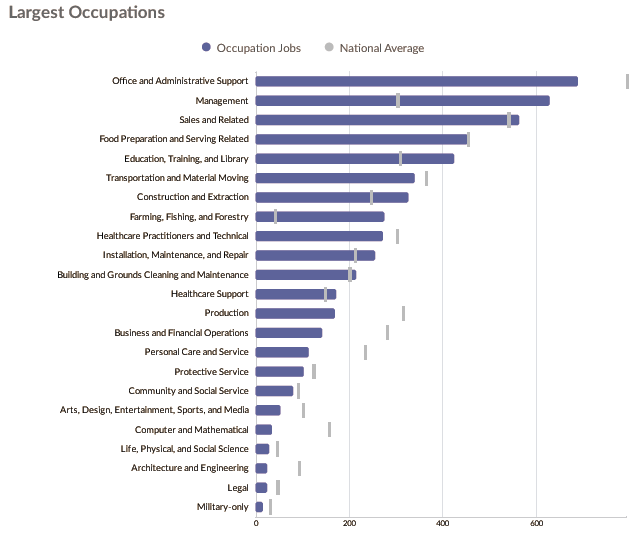 Largest Occupations
Occupation Jobs
National Average
Office and Administrative Support
Management
Sales and Related
Food Preparation and Serving Related
Education, Training, and Library
Transportation and Material Moving
Construction and Extraction
Farming, Fishing, and Forestry
Healthcare Practitioners and Technical
Installation, Maintenance, and Repair
Building and Grounds Cleaning and Maintenance
Healthcare Support
Production
Business and Financial Operations
Personal Care and Service
Protective Service
Community and Social Service
Arts, Design, Entertainment, Sports, and Media
Computer and Mathematical
Life, Physical, and Social Science
Architecture and Engineering
Legal
Military-only
0 200 400 600